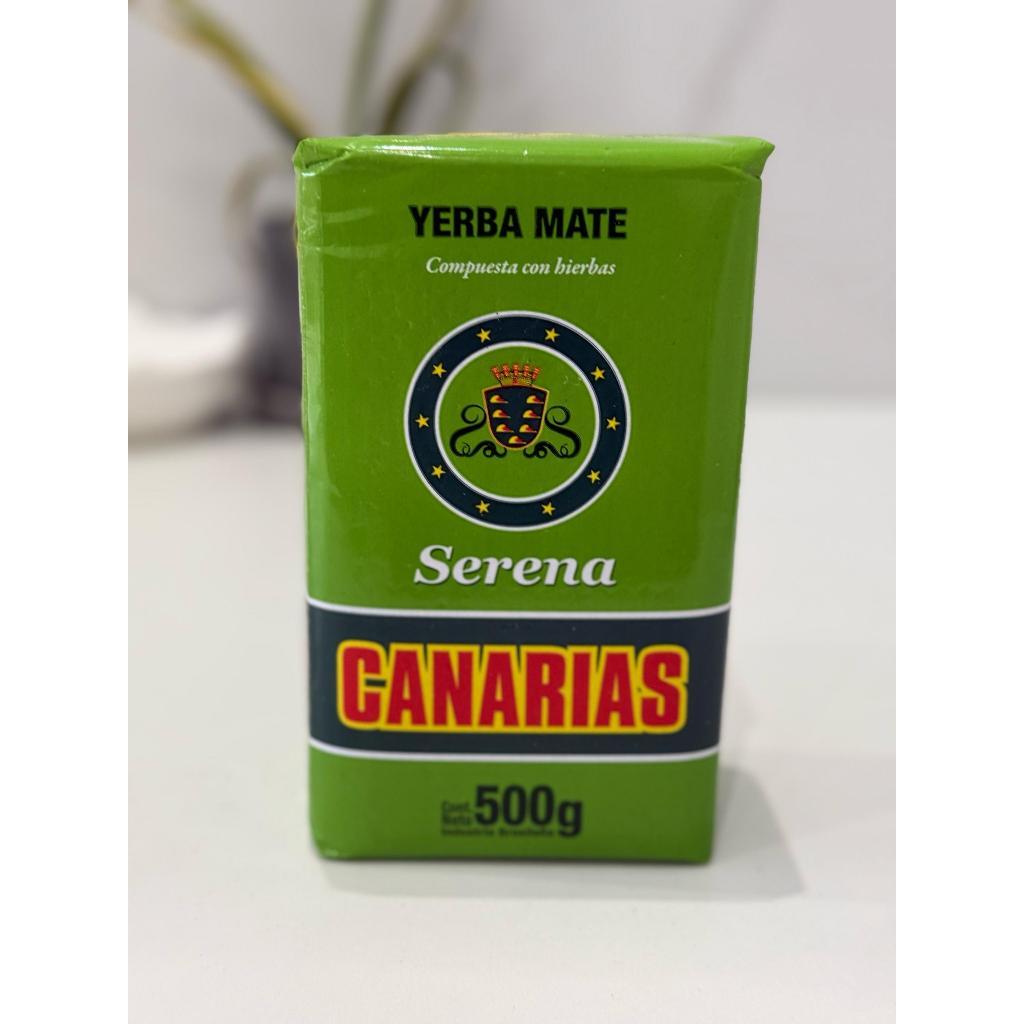 YERBA MATE
Compuesta con hierbas
Serena
CANARIAS
Cont. Neto 500g
Industria Brasileña